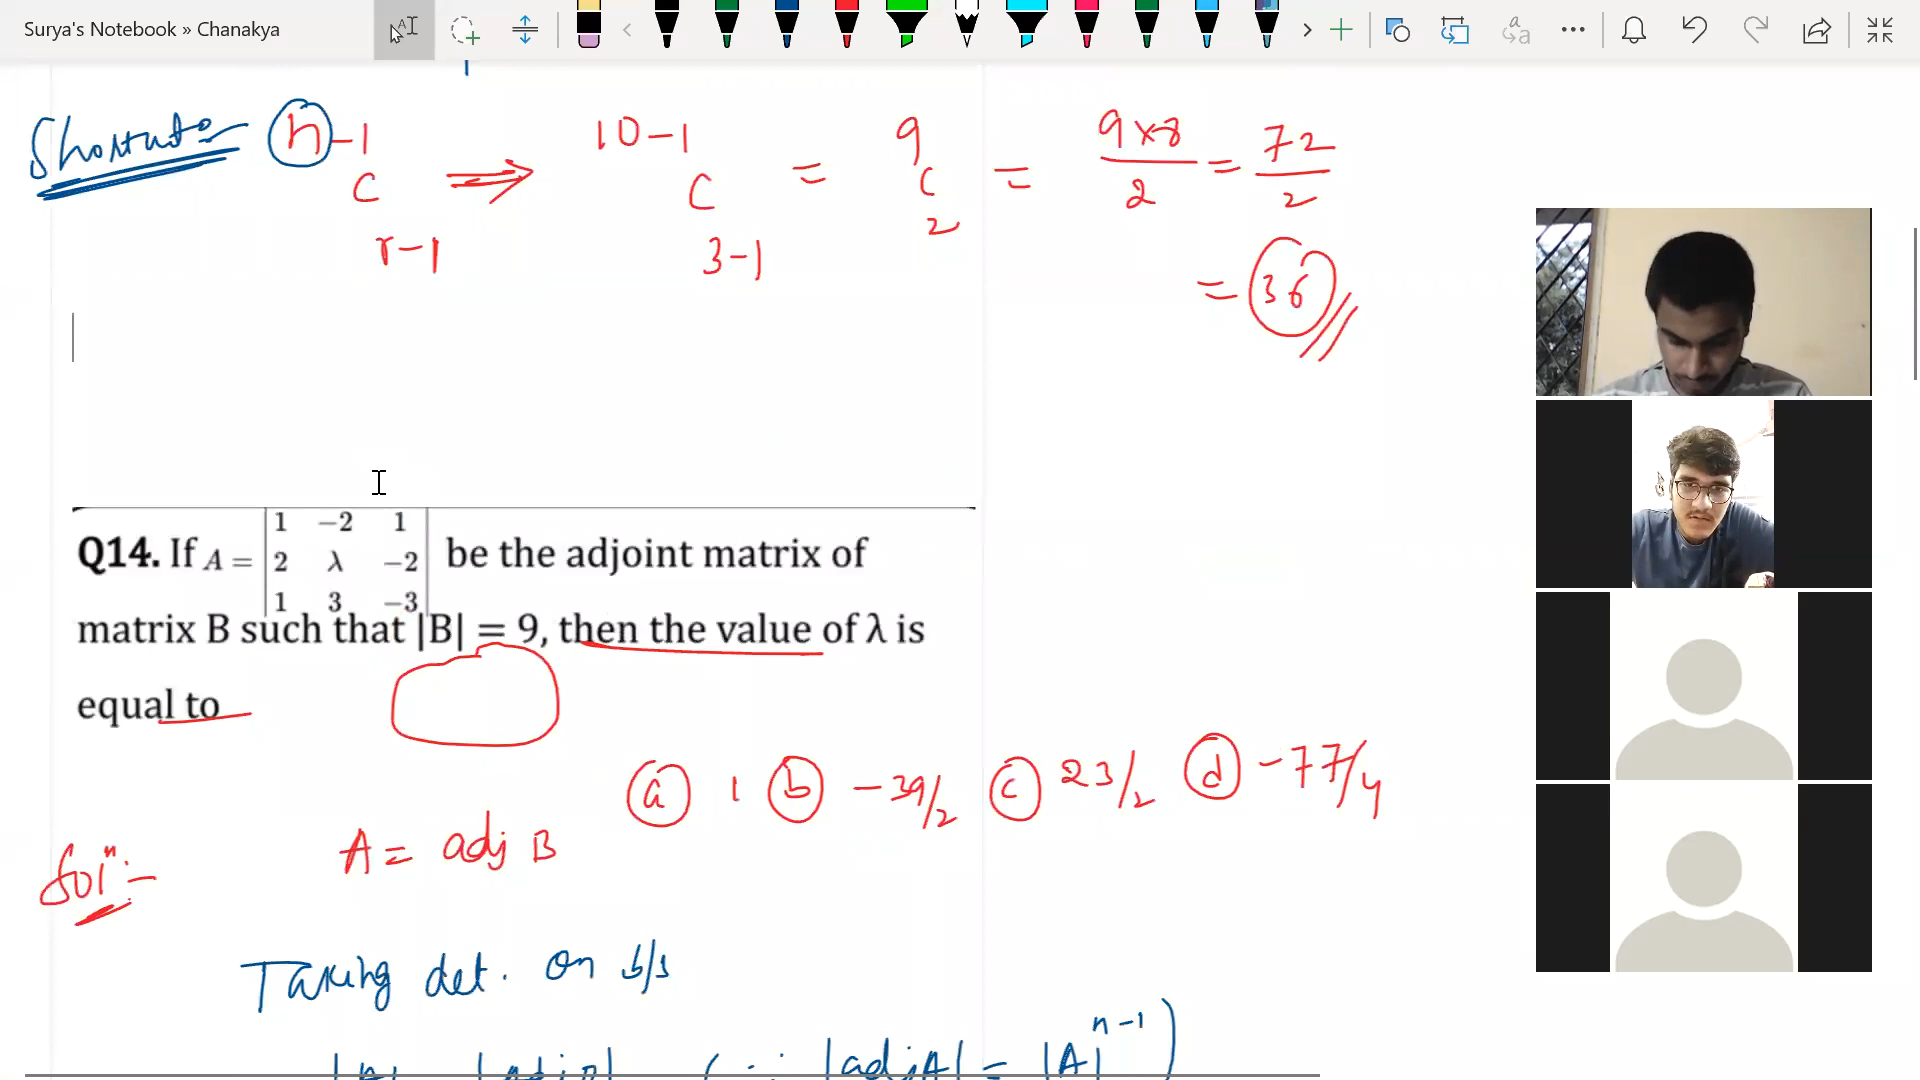 Surya's Notebook » Chanakya
Shortcut n-1 C r-1 ⇒ 10-1 C 3-1 = 9 C 2 = 9×8/2 = 72/2
= 36
Q14. If A = | 1 -2 1 | 2 λ -2 | 1 3 -3 | be the adjoint matrix of
matrix B such that |B| = 9, then the value of λ is
equal to
(a) 1 (b) -39/2 (c) 23/2 (d) -77/4
Solⁿ:- A = adj B
Taking det. on b/s
|A| |adj B| (∵ |adj A| = |A|^n-1)